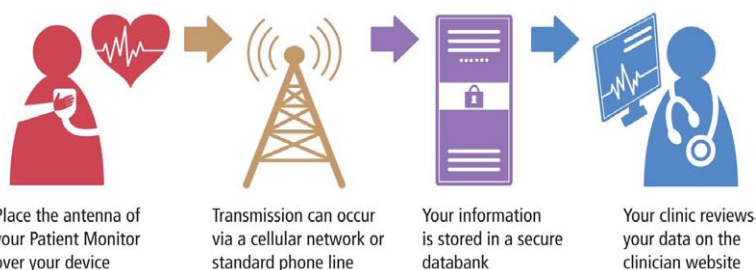 Place the antenna of
your Patient Monitor
over your device
Transmission can occur
via a cellular network or
standard phone line
Your information
is stored in a secure
databank
Your clinic reviews
your data on the
clinician website